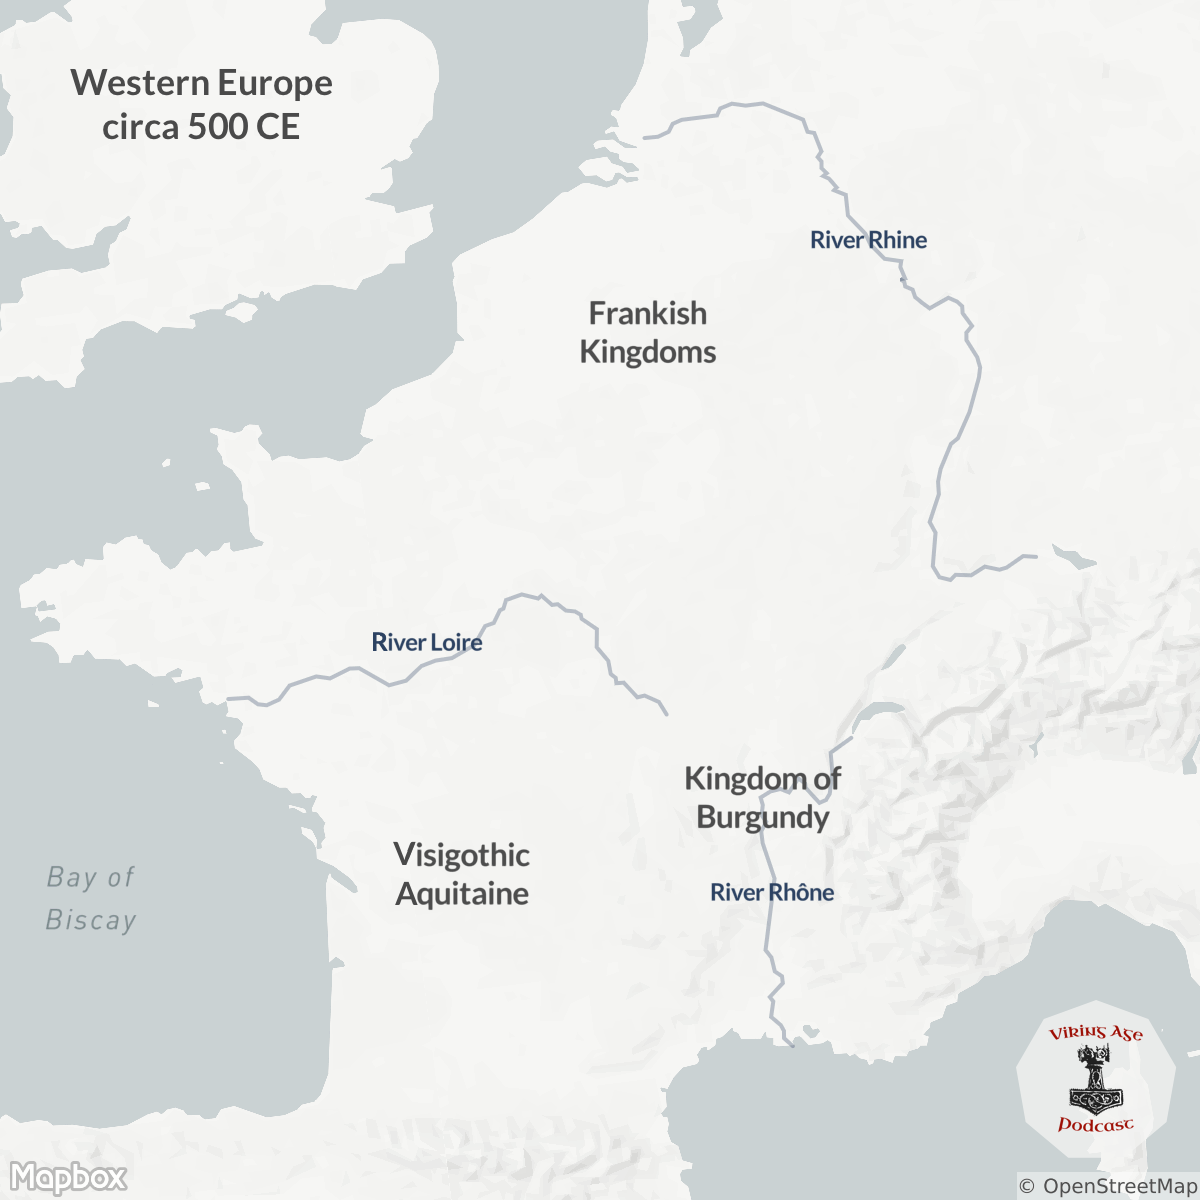 Western Europe
circa 500 CE
River Rhine
Frankish
Kingdoms
River Loire
Kingdom of
Burgundy
Visigothic
Aquitaine
River Rhône
Bay of
Biscay
Viking Age
Podcast
Mapbox
© OpenStreetMap